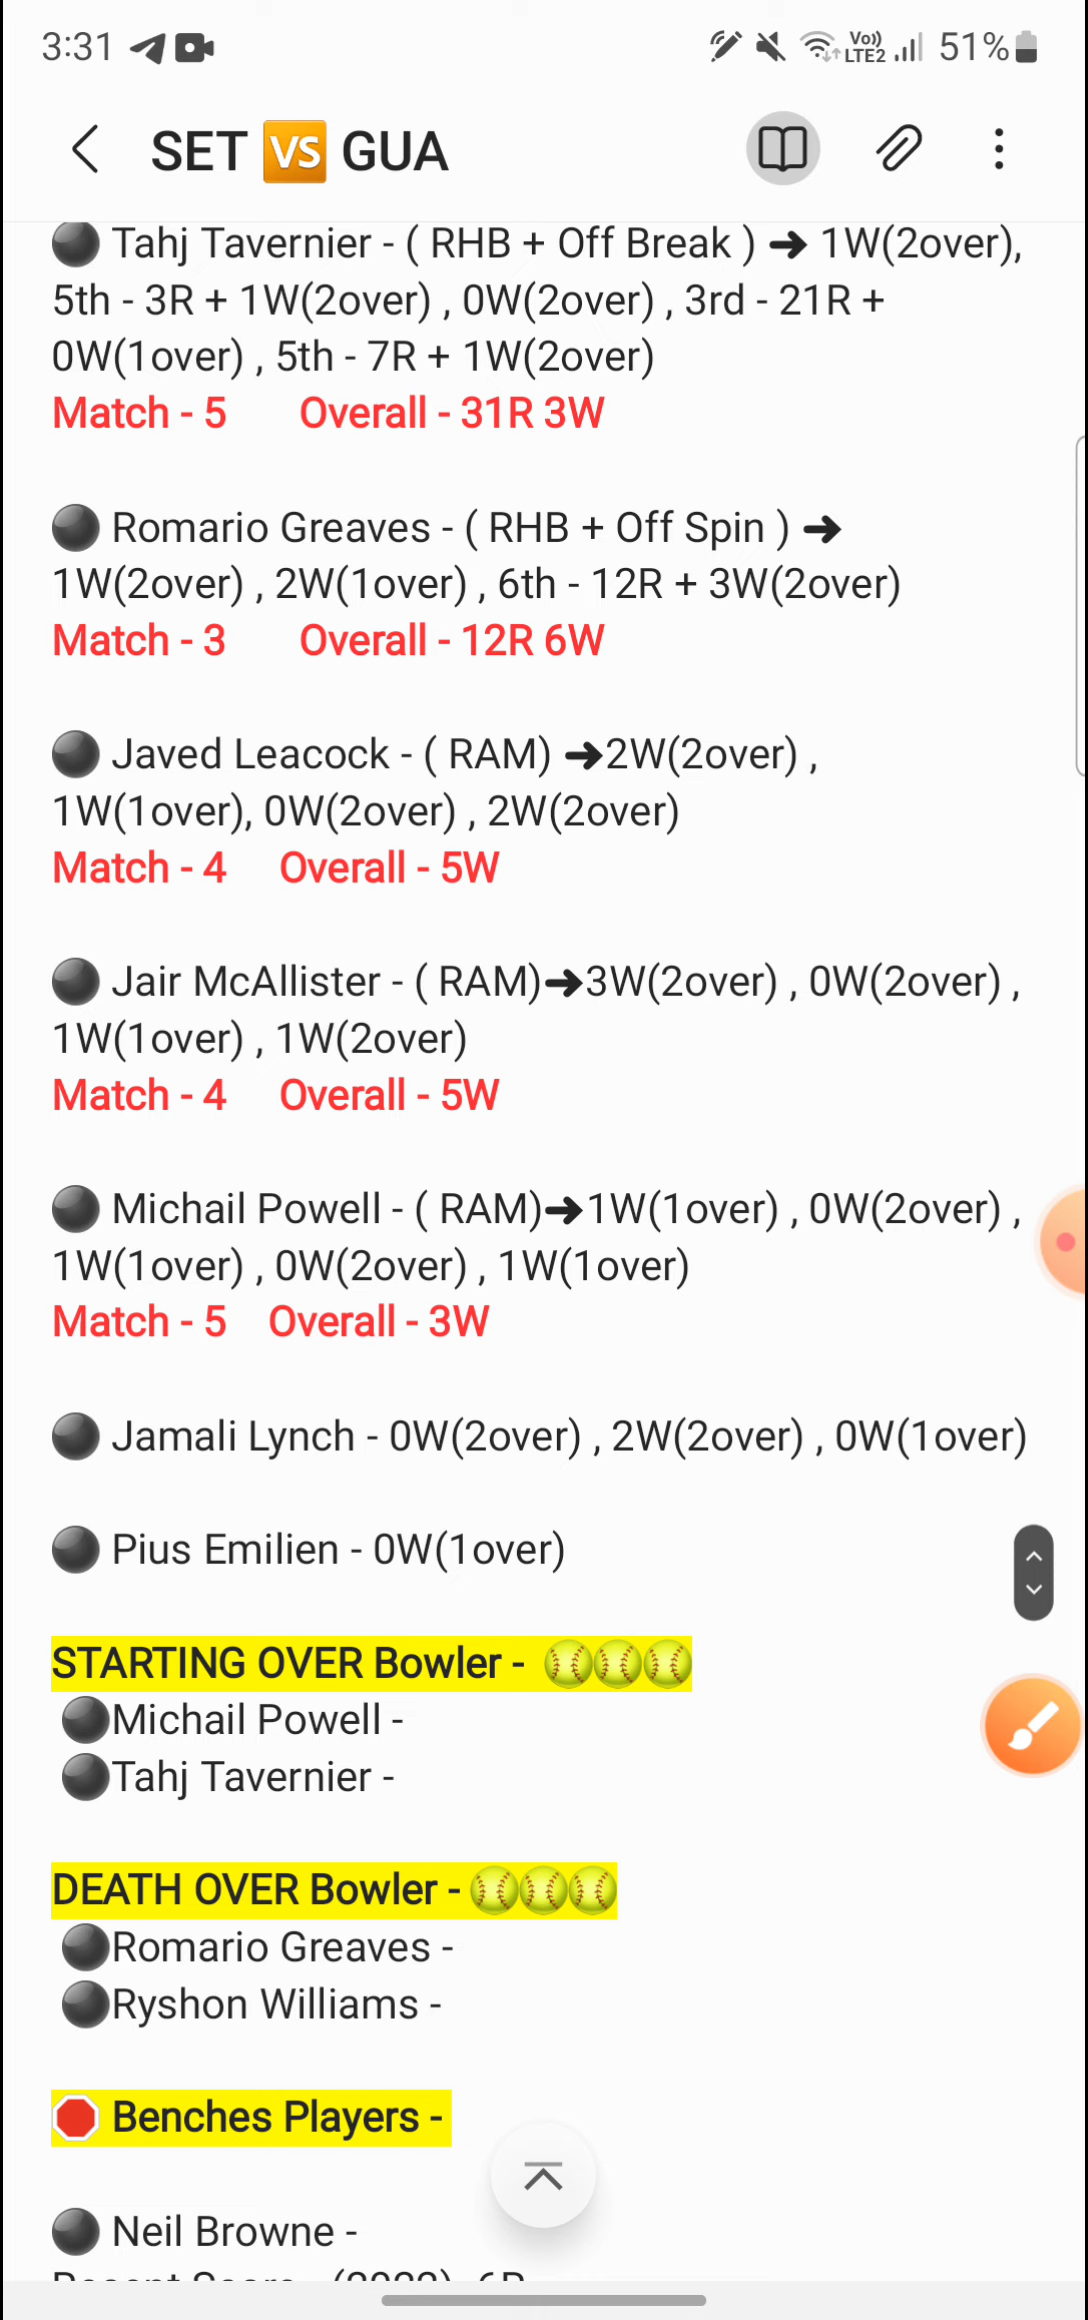 3:31 Vo)) LTE2 51%
SET VS GUA
Tahj Tavernier - ( RHB + Off Break ) ➔ 1W(2over),
5th - 3R + 1W(2over) , 0W(2over) , 3rd - 21R +
0W(1over) , 5th - 7R + 1W(2over)
Match - 5 Overall - 31R 3W
Romario Greaves - ( RHB + Off Spin ) ➔
1W(2over) , 2W(1over) , 6th - 12R + 3W(2over)
Match - 3 Overall - 12R 6W
Javed Leacock - ( RAM) ➔2W(2over) ,
1W(1over), 0W(2over) , 2W(2over)
Match - 4 Overall - 5W
Jair McAllister - ( RAM)➔3W(2over) , 0W(2over) ,
1W(1over) , 1W(2over)
Match - 4 Overall - 5W
Michail Powell - ( RAM)➔1W(1over) , 0W(2over) ,
1W(1over) , 0W(2over) , 1W(1over)
Match - 5 Overall - 3W
Jamali Lynch - 0W(2over) , 2W(2over) , 0W(1over)
Pius Emilien - 0W(1over)
STARTING OVER Bowler -
Michail Powell -
Tahj Tavernier -
DEATH OVER Bowler -
Romario Greaves -
Ryshon Williams -
Benches Players -
Neil Browne -